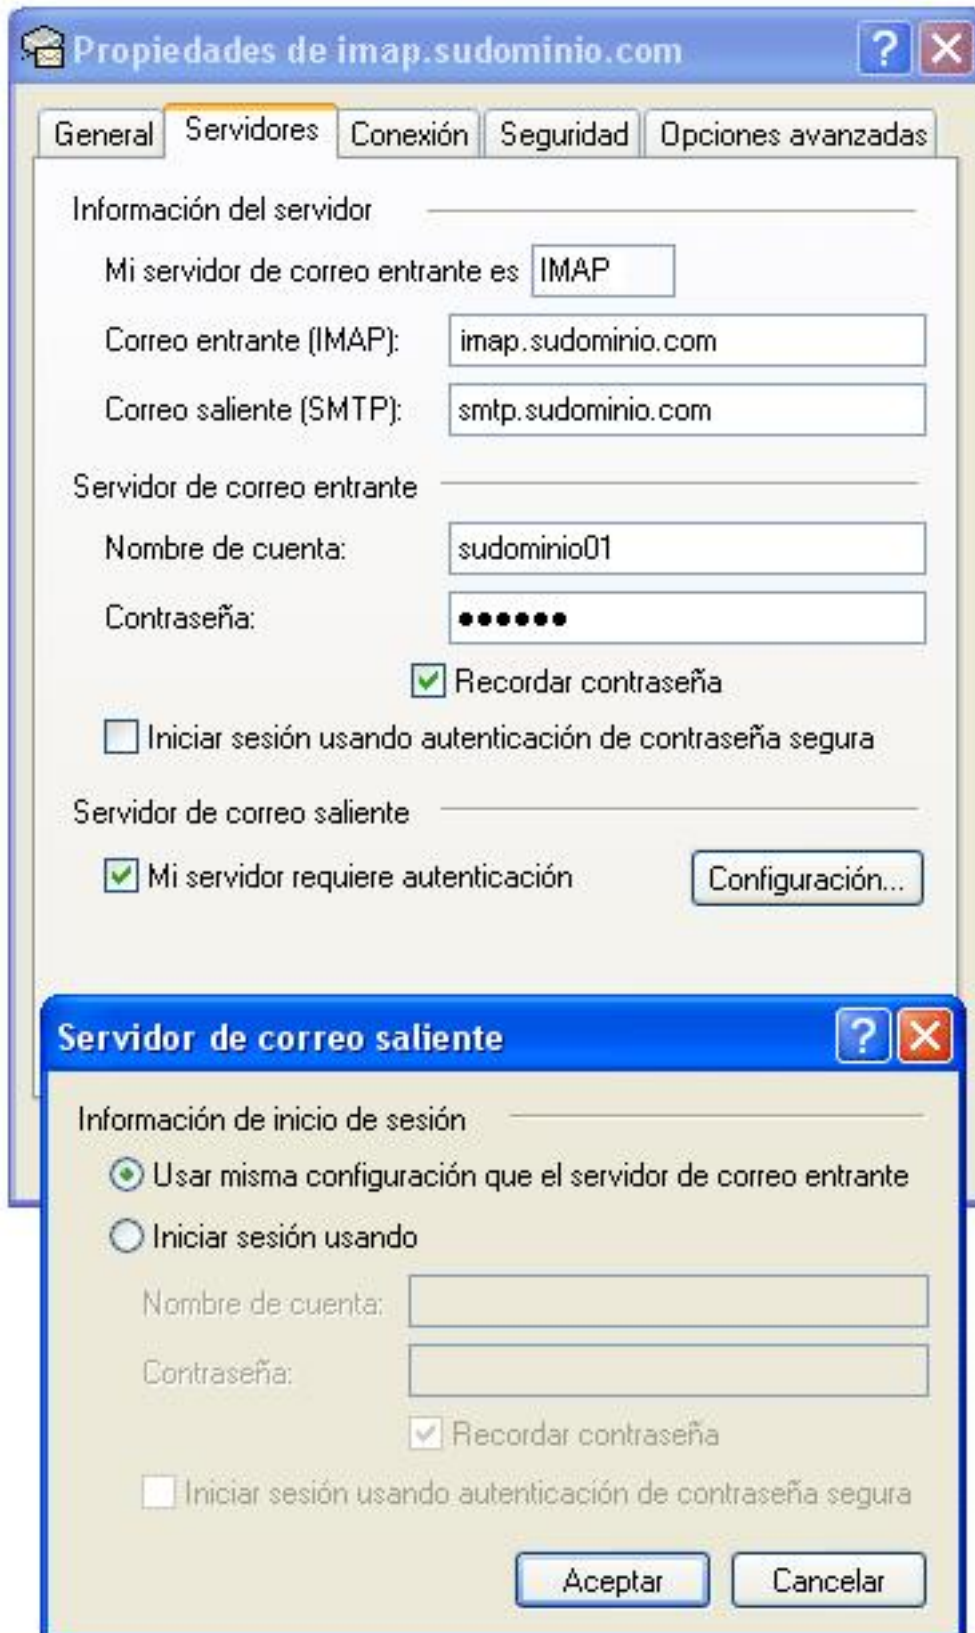 Propiedades de imap.sudominio.com
General Servidores Conexión Seguridad Opciones avanzadas
Información del servidor
Mi servidor de correo entrante es IMAP
Correo entrante (IMAP): imap.sudominio.com
Correo saliente (SMTP): smtp.sudominio.com
Servidor de correo entrante
Nombre de cuenta: sudominio01
Contraseña: ●●●●●●
Recordar contraseña
Iniciar sesión usando autenticación de contraseña segura
Servidor de correo saliente
Mi servidor requiere autenticación Configuración...
Servidor de correo saliente
Información de inicio de sesión
Usar misma configuración que el servidor de correo entrante
Iniciar sesión usando
Nombre de cuenta:
Contraseña:
Recordar contraseña
Iniciar sesión usando autenticación de contraseña segura
Aceptar Cancelar